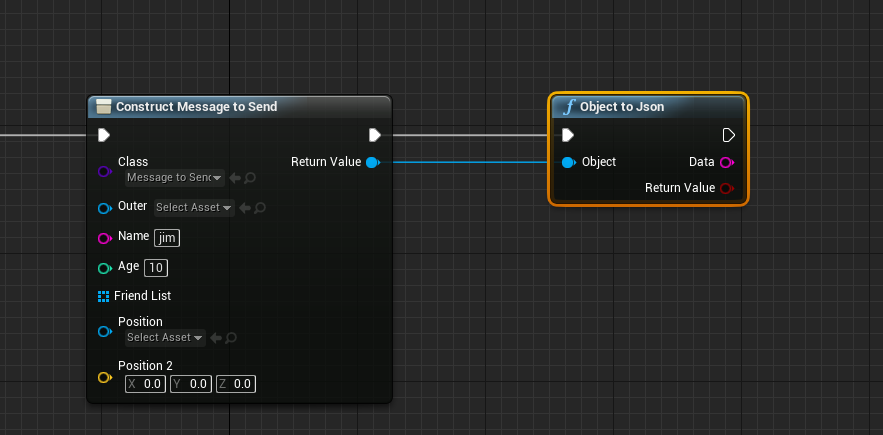 Construct Message to Send
Object to Json
Class
Return Value
Object
Data
Message to Senc
Return Value
Outer
Select Asset
Name
jim
Age
10
Friend List
Position
Select Asset
Position 2
X 0.0 Y 0.0 Z 0.0